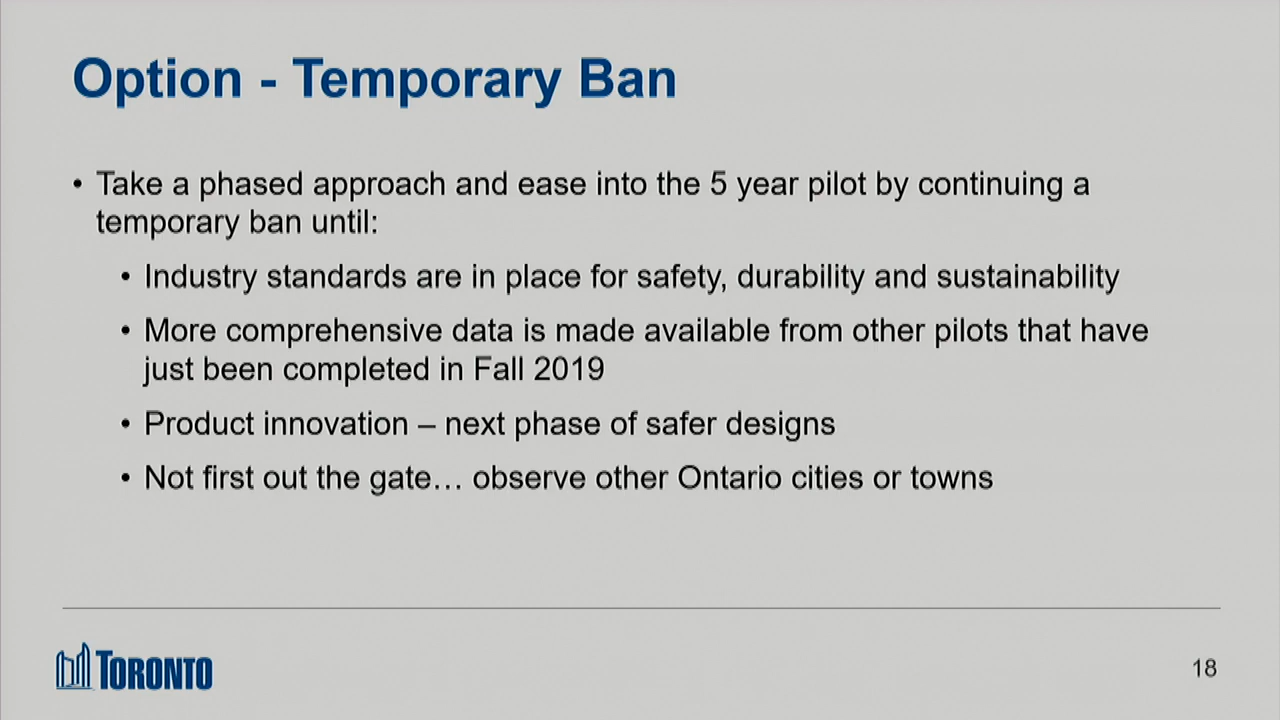 Option - Temporary Ban
• Take a phased approach and ease into the 5 year pilot by continuing a
temporary ban until:
• Industry standards are in place for safety, durability and sustainability
• More comprehensive data is made available from other pilots that have
just been completed in Fall 2019
• Product innovation – next phase of safer designs
• Not first out the gate… observe other Ontario cities or towns
TORONTO
18